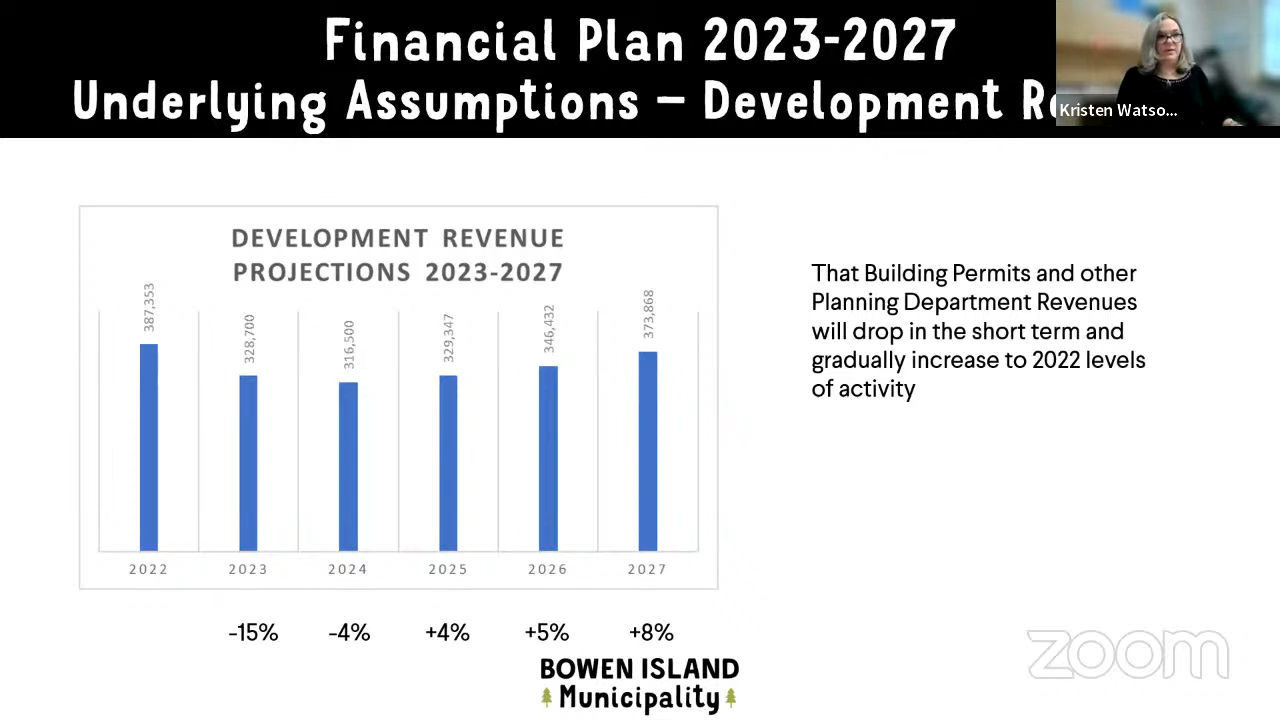 Financial Plan 2023-2027
Underlying Assumptions – Development
Kristen Watso...
DEVELOPMENT REVENUE
PROJECTIONS 2023-2027
387,353
328,700
316,500
329,347
346,432
373,868
2022 2023 2024 2025 2026 2027
-15% -4% +4% +5% +8%
That Building Permits and other
Planning Department Revenues
will drop in the short term and
gradually increase to 2022 levels
of activity
BOWEN ISLAND
Municipality
zoom